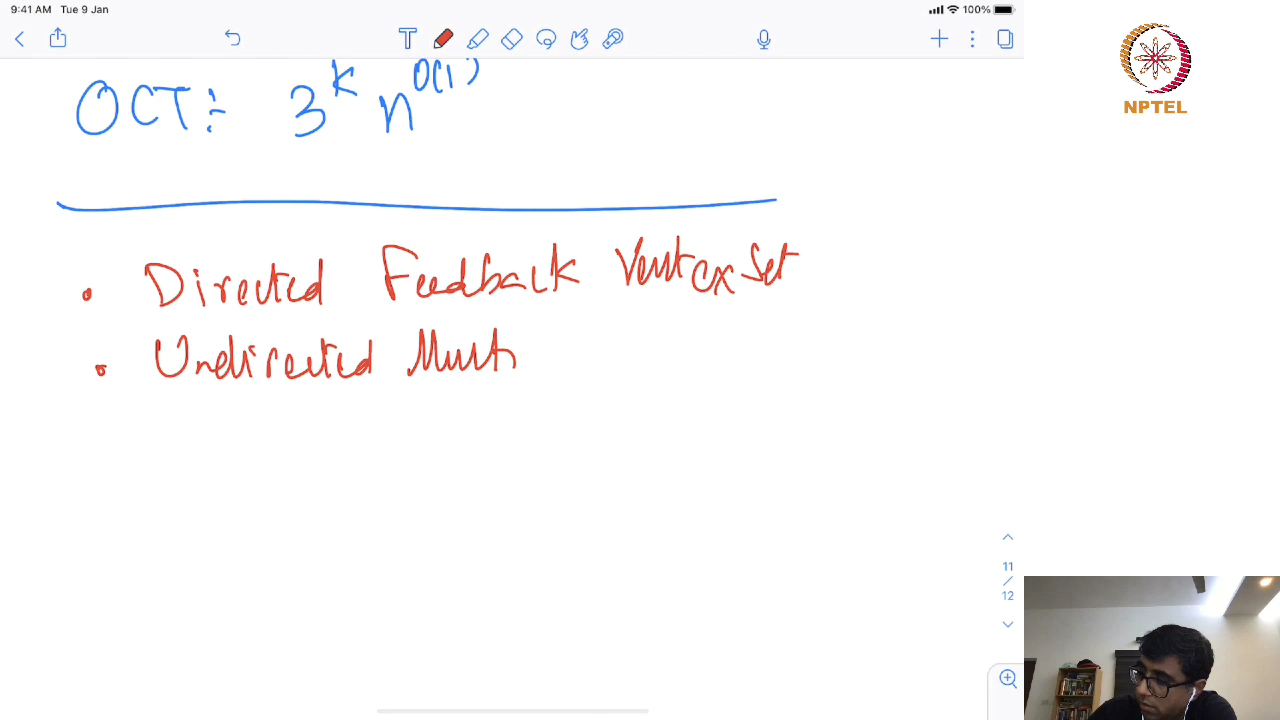 9:41 AM Tue 9 Jan
100%
NPTEL
OCT:- 3^k n^O(1)
• Directed Feedback Vertex Set
• Undirected Mult
11
/
12